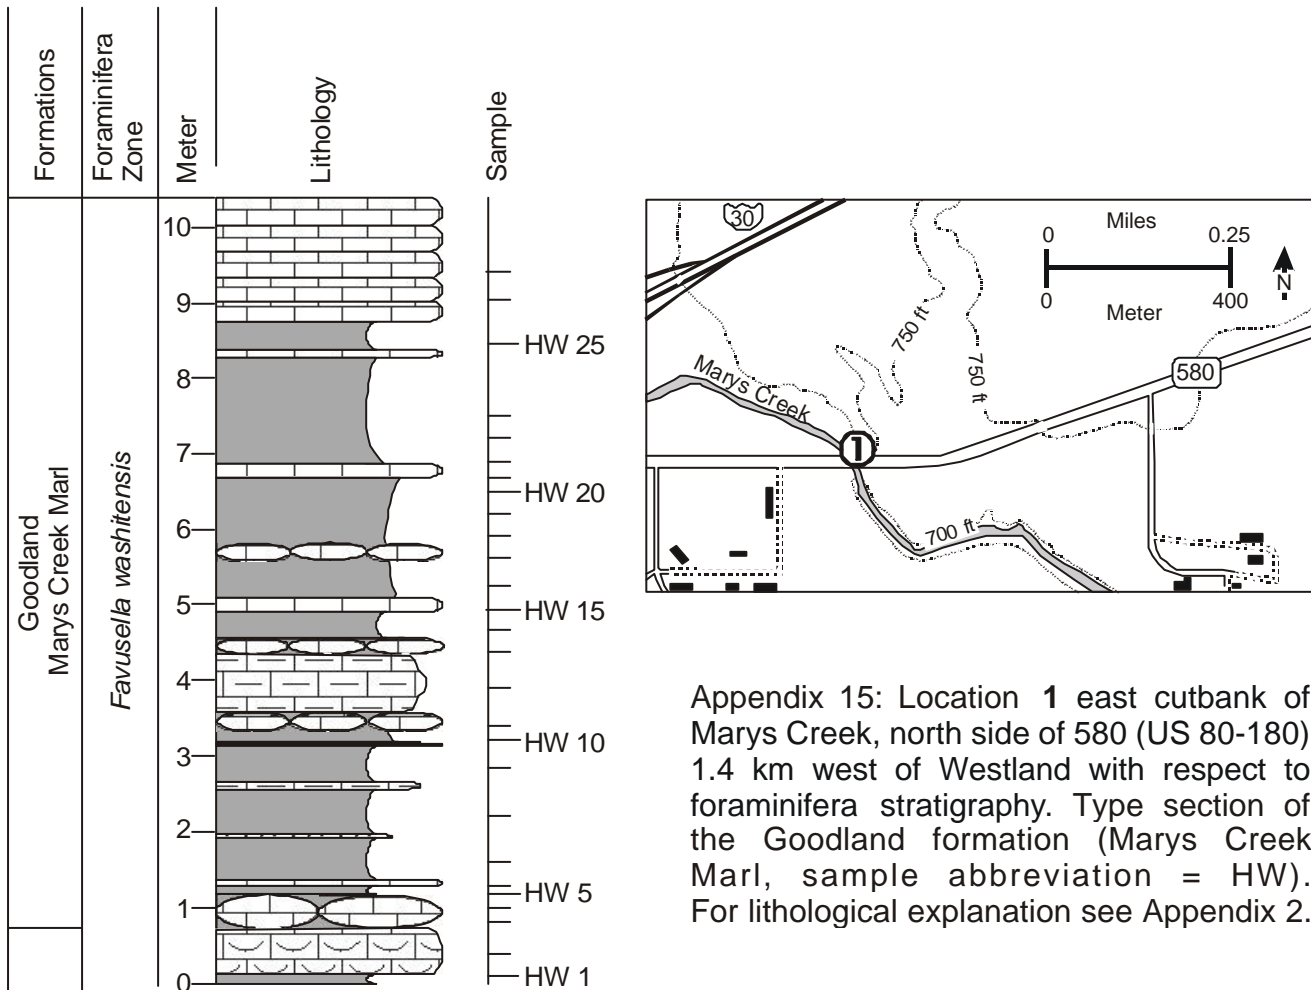 Formations
Foraminifera
Zone
Meter
Lithology
Sample
Goodland
Marys Creek Marl
Favusella washitensis
10
9
8
7
6
5
4
3
2
1
0
HW 25
HW 20
HW 15
HW 10
HW 5
HW 1
30
Miles
0
0.25
0
400
Meter
N
750 ft
750 ft
580
Marys Creek
1
700 ft
Appendix 15: Location 1 east cutbank of
Marys Creek, north side of 580 (US 80-180)
1.4 km west of Westland with respect to
foraminifera stratigraphy. Type section of
the Goodland formation (Marys Creek
Marl, sample abbreviation = HW).
For lithological explanation see Appendix 2.